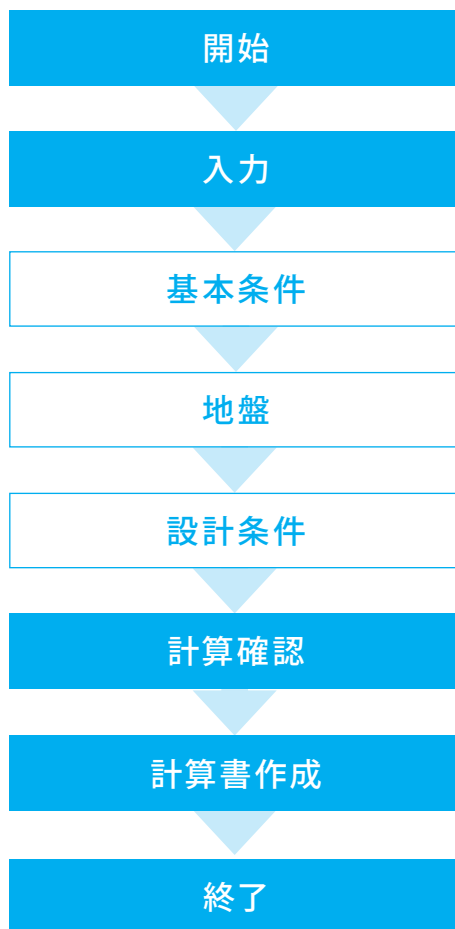 開始
入力
基本条件
地盤
設計条件
計算確認
計算書作成
終了